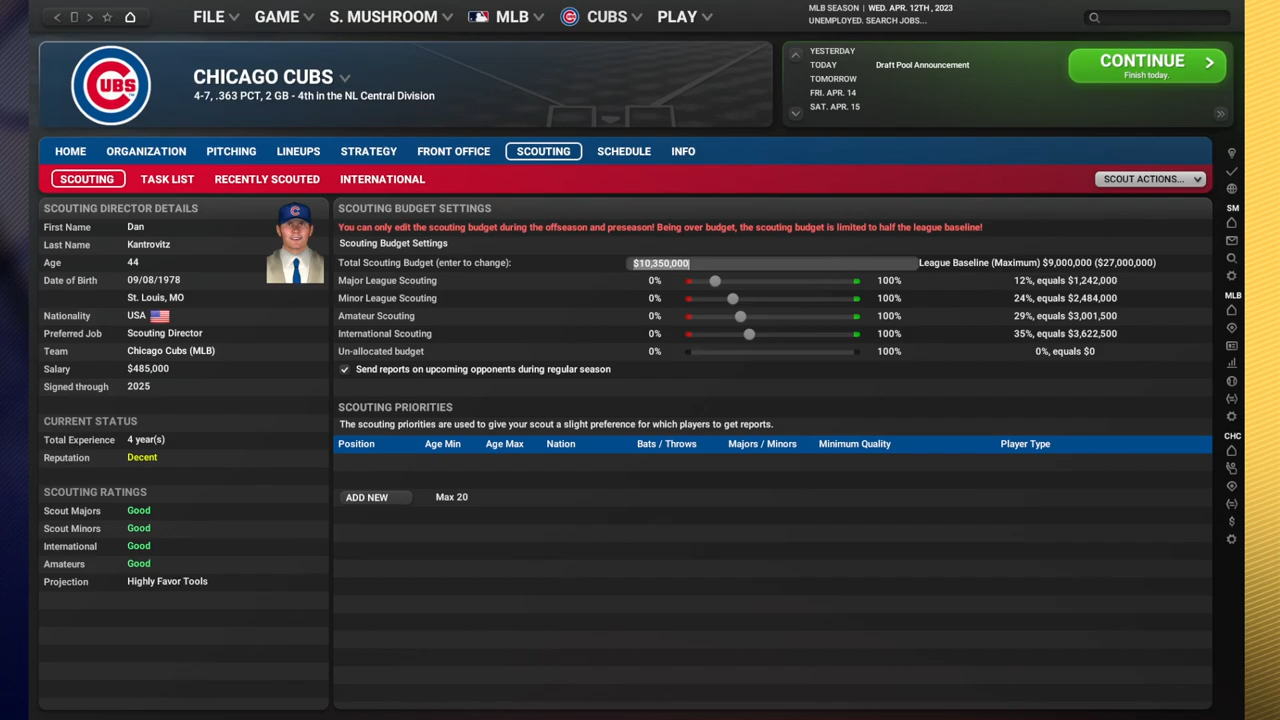 FILE GAME S. MUSHROOM MLB CUBS PLAY
MLB SEASON | WED. APR. 12TH , 2023
UNEMPLOYED. SEARCH JOBS...
CUBS
CHICAGO CUBS
4-7, .363 PCT, 2 GB - 4th in the NL Central Division
YESTERDAY
TODAY Draft Pool Announcement
TOMORROW
FRI. APR. 14
SAT. APR. 15
CONTINUE
Finish today.
HOME ORGANIZATION PITCHING LINEUPS STRATEGY FRONT OFFICE SCOUTING SCHEDULE INFO
SCOUTING TASK LIST RECENTLY SCOUTED INTERNATIONAL SCOUT ACTIONS...
SCOUTING DIRECTOR DETAILS
First Name Dan
Last Name Kantrovitz
Age 44
Date of Birth 09/08/1978
St. Louis, MO
Nationality USA
Preferred Job Scouting Director
Team Chicago Cubs (MLB)
Salary $485,000
Signed through 2025
CURRENT STATUS
Total Experience 4 year(s)
Reputation Decent
SCOUTING RATINGS
Scout Majors Good
Scout Minors Good
International Good
Amateurs Good
Projection Highly Favor Tools
SCOUTING BUDGET SETTINGS
You can only edit the scouting budget during the offseason and preseason! Being over budget, the scouting budget is limited to half the league baseline!
Scouting Budget Settings
Total Scouting Budget (enter to change): $10,350,000 League Baseline (Maximum) $9,000,000 ($27,000,000)
Major League Scouting 0% 100% 12%, equals $1,242,000
Minor League Scouting 0% 100% 24%, equals $2,484,000
Amateur Scouting 0% 100% 29%, equals $3,001,500
International Scouting 0% 100% 35%, equals $3,622,500
Un-allocated budget 0% 100% 0%, equals $0
Send reports on upcoming opponents during regular season
SCOUTING PRIORITIES
The scouting priorities are used to give your scout a slight preference for which players to get reports.
Position Age Min Age Max Nation Bats / Throws Majors / Minors Minimum Quality Player Type
ADD NEW Max 20
SM
MLB
CHC